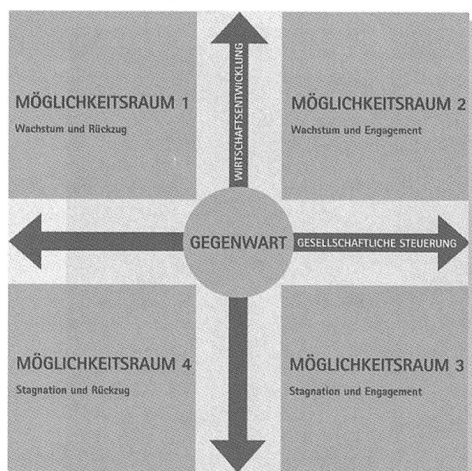 WIRTSCHAFTSENTWICKLUNG
MÖGLICHKEITSRAUM 1
Wachstum und Rückzug
MÖGLICHKEITSRAUM 2
Wachstum und Engagement
GEGENWART
GESELLSCHAFTLICHE STEUERUNG
MÖGLICHKEITSRAUM 4
Stagnation und Rückzug
MÖGLICHKEITSRAUM 3
Stagnation und Engagement